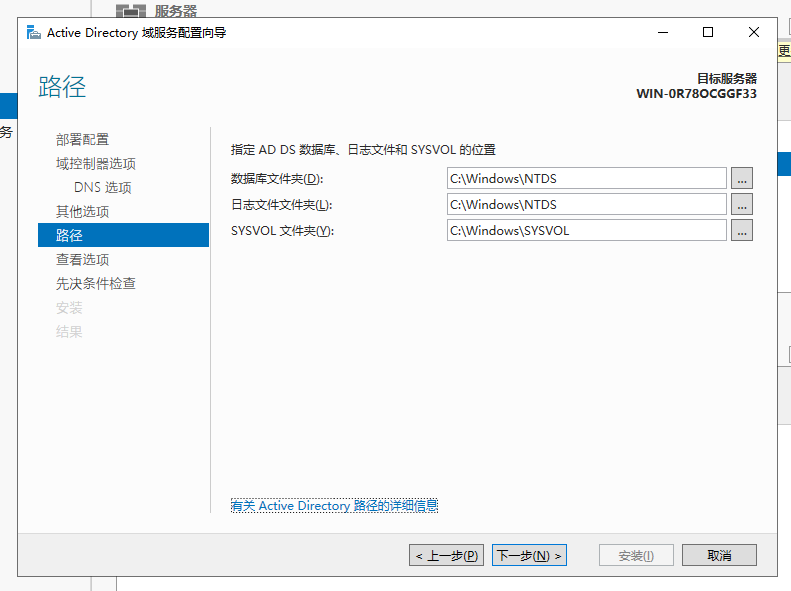 服务器
Active Directory 域服务配置向导
更
路径
目标服务器
WIN-0R78OCGGF33
务
部署配置
域控制器选项
DNS 选项
其他选项
路径
查看选项
先决条件检查
安装
结果
指定 AD DS 数据库、日志文件和 SYSVOL 的位置
数据库文件夹(D):
C:\Windows\NTDS
...
日志文件文件夹(L):
C:\Windows\NTDS
...
SYSVOL 文件夹(Y):
C:\Windows\SYSVOL
...
有关 Active Directory 路径的详细信息
< 上一步(P)
下一步(N) >
安装(I)
取消